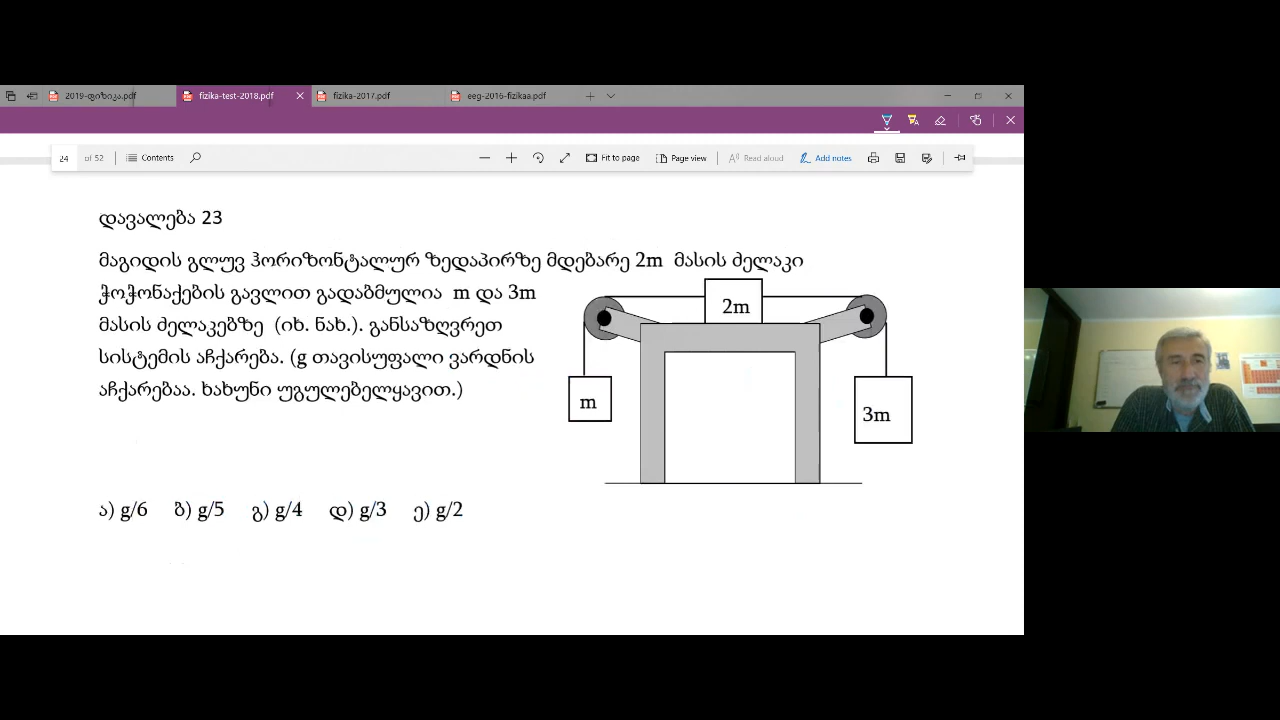 2019-ფიზიკა.pdf
fizika-test-2018.pdf
fizika-2017.pdf
eeg-2016-fizikaa.pdf
24 of 52
Contents
Fit to page
Page view
Read aloud
Add notes
დავალება 23
მაგიდის გლუვ ჰორიზონტალურ ზედაპირზე მდებარე 2m მასის ძელაკი
ჭოჭონაქების გავლით გადაბმულია m და 3m
მასის ძელაკებზე (იხ. ნახ.). განსაზღვრეთ
სისტემის აჩქარება. (g თავისუფალი ვარდნის
აჩქარებაა. ხახუნი უგულებელყავით.)
2m
m
3m
ა) g/6 ბ) g/5 გ) g/4 დ) g/3 ე) g/2